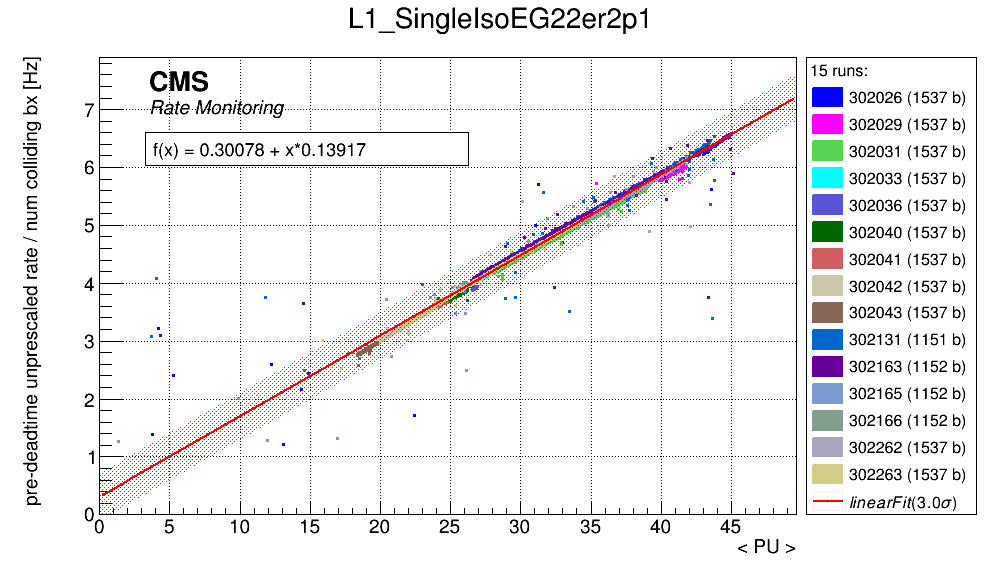 L1_SingleIsoEG22er2p1
pre-deadtime unprescaled rate / num colliding bx [Hz]
CMS
Rate Monitoring
f(x) = 0.30078 + x*0.13917
7
6
5
4
3
2
1
0
0 5 10 15 20 25 30 35 40 45
< PU >
15 runs:
302026 (1537 b)
302029 (1537 b)
302031 (1537 b)
302033 (1537 b)
302036 (1537 b)
302040 (1537 b)
302041 (1537 b)
302042 (1537 b)
302043 (1537 b)
302131 (1151 b)
302163 (1152 b)
302165 (1152 b)
302166 (1152 b)
302262 (1537 b)
302263 (1537 b)
linearFit(3.0σ)